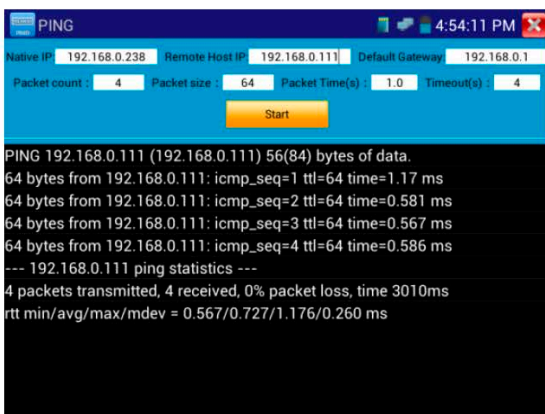 PING 4:54:11 PM
Native IP: 192.168.0.238 Remote Host IP: 192.168.0.111 Default Gateway: 192.168.0.1
Packet count : 4 Packet size : 64 Packet Time(s) : 1.0 Timeout(s) : 4
Start
PING 192.168.0.111 (192.168.0.111) 56(84) bytes of data.
64 bytes from 192.168.0.111: icmp_seq=1 ttl=64 time=1.17 ms
64 bytes from 192.168.0.111: icmp_seq=2 ttl=64 time=0.581 ms
64 bytes from 192.168.0.111: icmp_seq=3 ttl=64 time=0.567 ms
64 bytes from 192.168.0.111: icmp_seq=4 ttl=64 time=0.586 ms
--- 192.168.0.111 ping statistics ---
4 packets transmitted, 4 received, 0% packet loss, time 3010ms
rtt min/avg/max/mdev = 0.567/0.727/1.176/0.260 ms